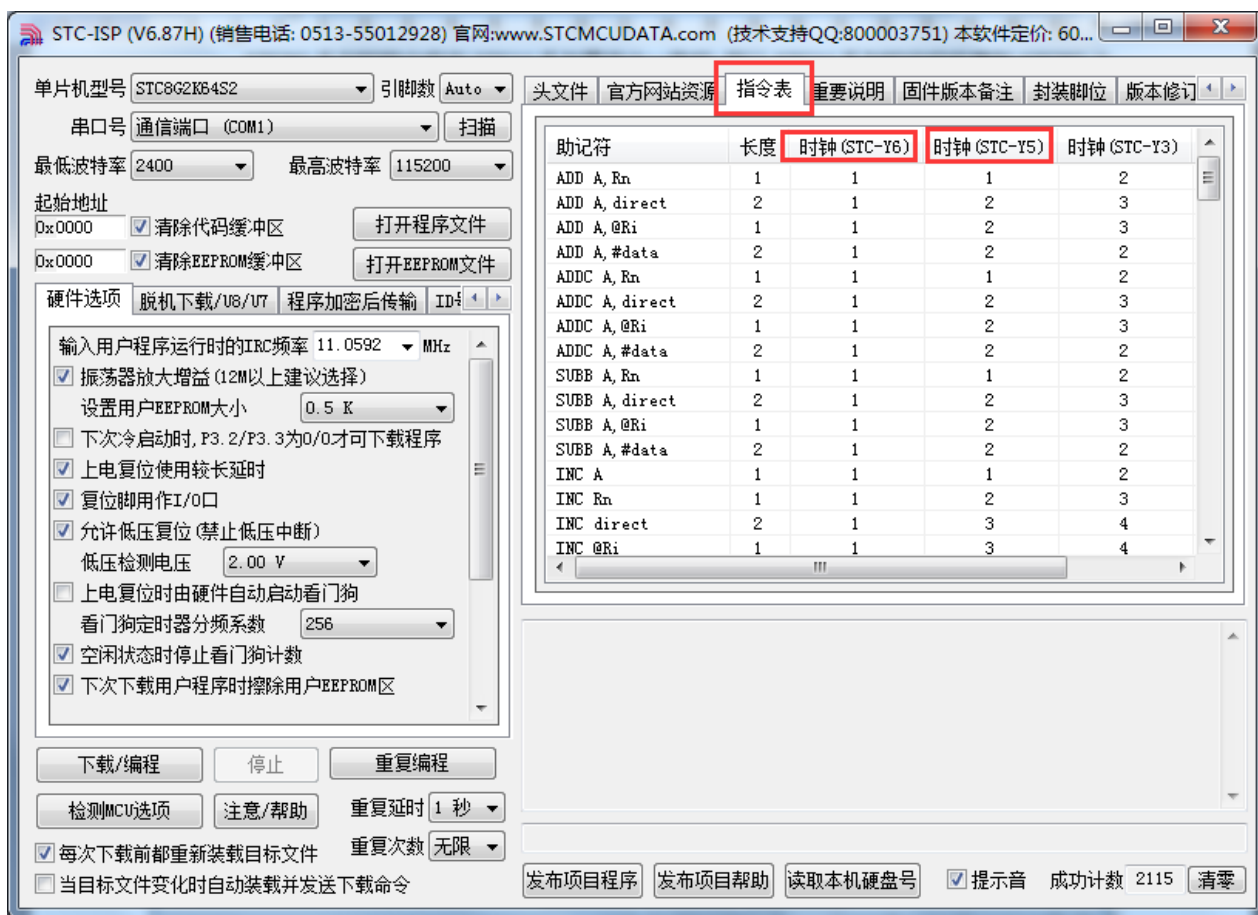 STC-ISP (V6.87H) (销售电话: 0513-55012928) 官网:www.STCMCUDATA.com (技术支持QQ:800003751) 本软件定价: 60...
单片机型号 STC8G2K64S2 引脚数 Auto
串口号 通信端口 (COM1) 扫描
最低波特率 2400 最高波特率 115200
起始地址
0x0000 清除代码缓冲区 打开程序文件
0x0000 清除EEPROM缓冲区 打开EEPROM文件
硬件选项 脱机下载/U8/U7 程序加密后传输 ID号
输入用户程序运行时的IRC频率 11.0592 MHz
振荡器放大增益(12M以上建议选择)
设置用户EEPROM大小 0.5 K
下次冷启动时,P3.2/P3.3为0/0才可下载程序
上电复位使用较长延时
复位脚用作I/O口
允许低压复位(禁止低压中断)
低压检测电压 2.00 V
上电复位时由硬件自动启动看门狗
看门狗定时器分频系数 256
空闲状态时停止看门狗计数
下次下载用户程序时擦除用户EEPROM区
下载/编程 停止 重复编程
检测MCU选项 注意/帮助 重复延时 1 秒
每次下载前都重新装载目标文件 重复次数 无限
当目标文件变化时自动装载并发送下载命令
头文件 官方网站资源 指令表 重要说明 固件版本备注 封装脚位 版本修订
助记符 长度 时钟(STC-Y6) 时钟(STC-Y5) 时钟(STC-Y3)
ADD A,Rn 1 1 1 2
ADD A,direct 2 1 2 3
ADD A,@Ri 1 1 2 3
ADD A,#data 2 1 2 2
ADDC A,Rn 1 1 1 2
ADDC A,direct 2 1 2 3
ADDC A,@Ri 1 1 2 3
ADDC A,#data 2 1 2 2
SUBB A,Rn 1 1 1 2
SUBB A,direct 2 1 2 3
SUBB A,@Ri 1 1 2 3
SUBB A,#data 2 1 2 2
INC A 1 1 1 2
INC Rn 1 1 2 3
INC direct 2 1 3 4
INC @Ri 1 1 3 4
发布项目程序 发布项目帮助 读取本机硬盘号 提示音 成功计数 2115 清零